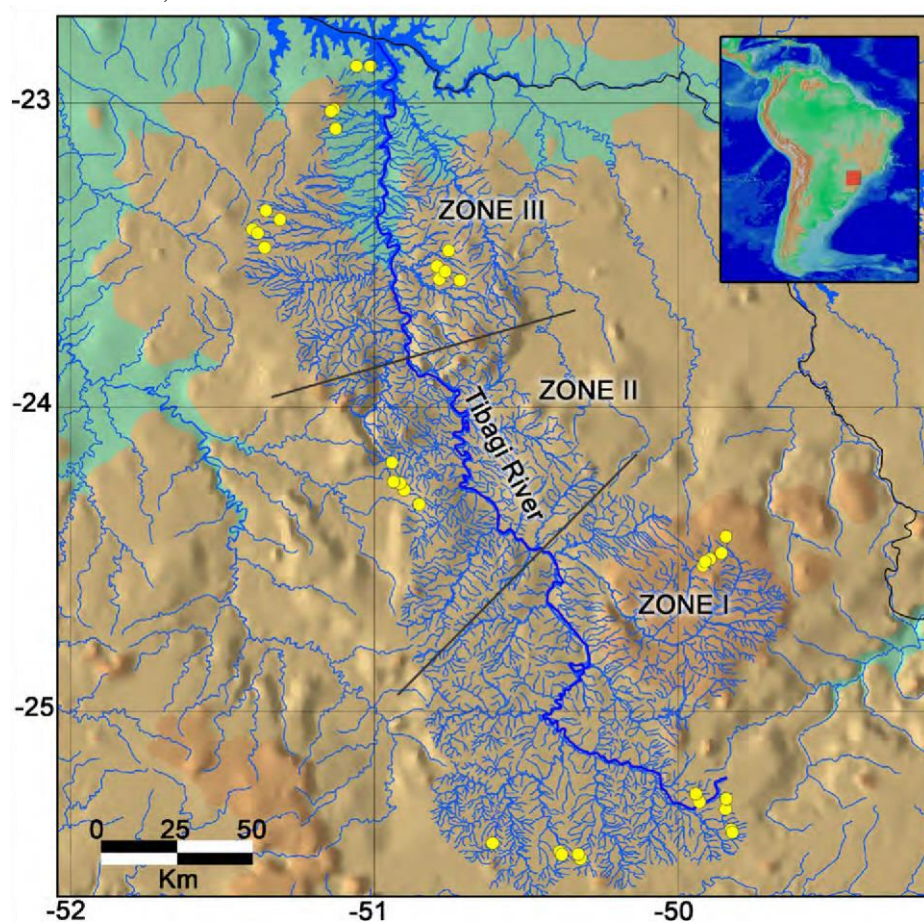 -23
ZONE III
-24
ZONE II
Tibagi River
ZONE I
-25
0 25 50
Km
-52 -51 -50